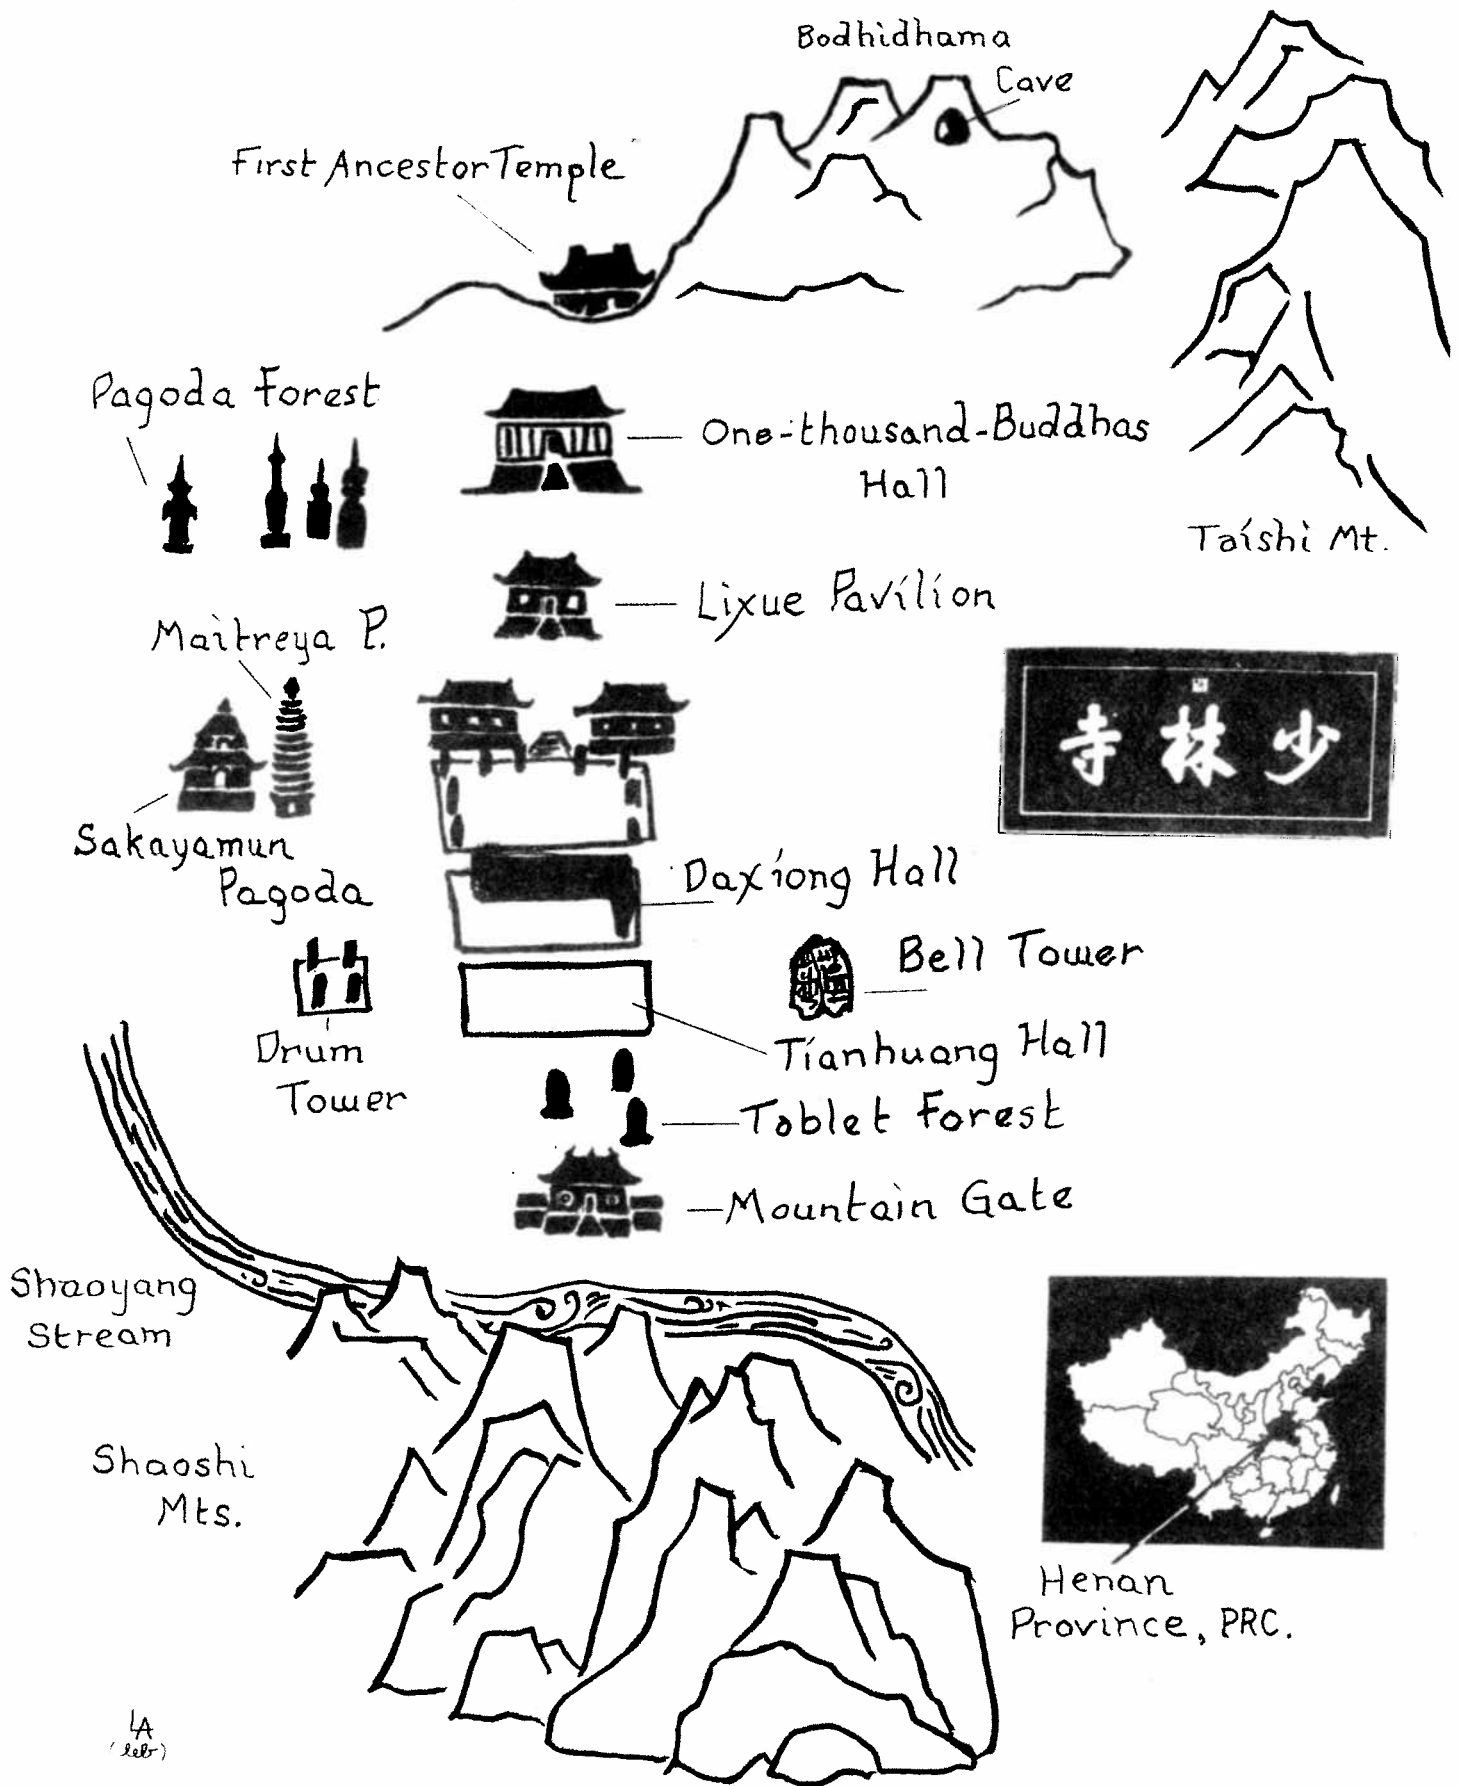 Bodhidhama
Cave
First Ancestor Temple
Pagoda Forest
One-thousand-Buddhas
Hall
Taishi Mt.
Lixue Pavilion
Maitreya P.
寺林少
Sakayamun
Pagoda
Daxiong Hall
Bell Tower
Drum
Tower
Tianhuang Hall
Tablet Forest
Mountain Gate
Shaoyang
Stream
Shaoshi
Mts.
Henan
Province, PRC.
LA